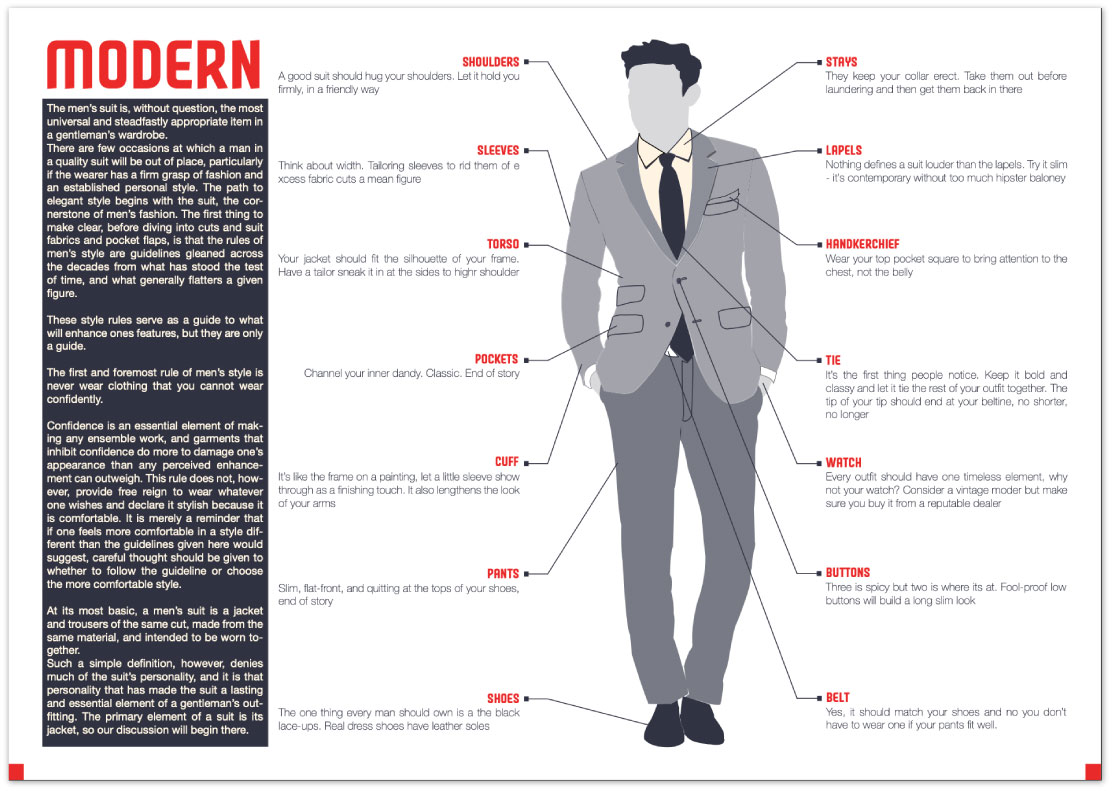 MODERN
The men's suit is, without question, the most
universal and steadfastly appropriate item in
a gentleman's wardrobe.
There are few occasions at which a man in
a quality suit will be out of place, particularly
if the wearer has a firm grasp of fashion and
an established personal style. The path to
elegant style begins with the suit, the cor-
nerstone of men's fashion. The first thing to
make clear, before diving into cuts and suit
fabrics and pocket flaps, is that the rules of
men's style are guidelines gleaned across
the decades from what has stood the test
of time, and what generally flatters a given
figure.
These style rules serve as a guide to what
will enhance ones features, but they are only
a guide.
The first and foremost rule of men's style is
never wear clothing that you cannot wear
confidently.
Confidence is an essential element of mak-
ing any ensemble work, and garments that
inhibit confidence do more to damage one's
appearance than any perceived enhance-
ment can outweigh. This rule does not, how-
ever, provide free reign to wear whatever
one wishes and declare it stylish because it
is comfortable. It is merely a reminder that
if one feels more comfortable in a style dif-
ferent than the guidelines given here would
suggest, careful thought should be given to
whether to follow the guideline or choose
the more comfortable style.
At its most basic, a men's suit is a jacket
and trousers of the same cut, made from the
same material, and intended to be worn to-
gether.
Such a simple definition, however, denies
much of the suit's personality, and it is that
personality that has made the suit a lasting
and essential element of a gentleman's out-
fitting. The primary element of a suit is its
jacket, so our discussion will begin there.
SHOULDERS
A good suit should hug your shoulders. Let it hold you
firmly, in a friendly way
SLEEVES
Think about width. Tailoring sleeves to rid them of e
xcess fabric cuts a mean figure
TORSO
Your jacket should fit the silhouette of your frame.
Have a tailor sneak it in at the sides to highr shoulder
POCKETS
Channel your inner dandy. Classic. End of story
CUFF
It's like the frame on a painting, let a little sleeve show
through as a finishing touch. It also lengthens the look
of your arms
PANTS
Slim, flat-front, and quitting at the tops of your shoes,
end of story
SHOES
The one thing every man should own is a the black
lace-ups. Real dress shoes have leather soles
STAYS
They keep your collar erect. Take them out before
laundering and then get them back in there
LAPELS
Nothing defines a suit louder than the lapels. Try it slim
- it's contemporary without too much hipster baloney
HANDKERCHIEF
Wear your top pocket square to bring attention to the
chest, not the belly
TIE
It's the first thing people notice. Keep it bold and
classy and let it tie the rest of your outfit together. The
tip of your tip should end at your beltine, no shorter,
no longer
WATCH
Every outfit should have one timeless element, why
not your watch? Consider a vintage moder but make
sure you buy it from a reputable dealer
BUTTONS
Three is spicy but two is where its at. Fool-proof low
buttons will build a long slim look
BELT
Yes, it should match your shoes and no you don't
have to wear one if your pants fit well.